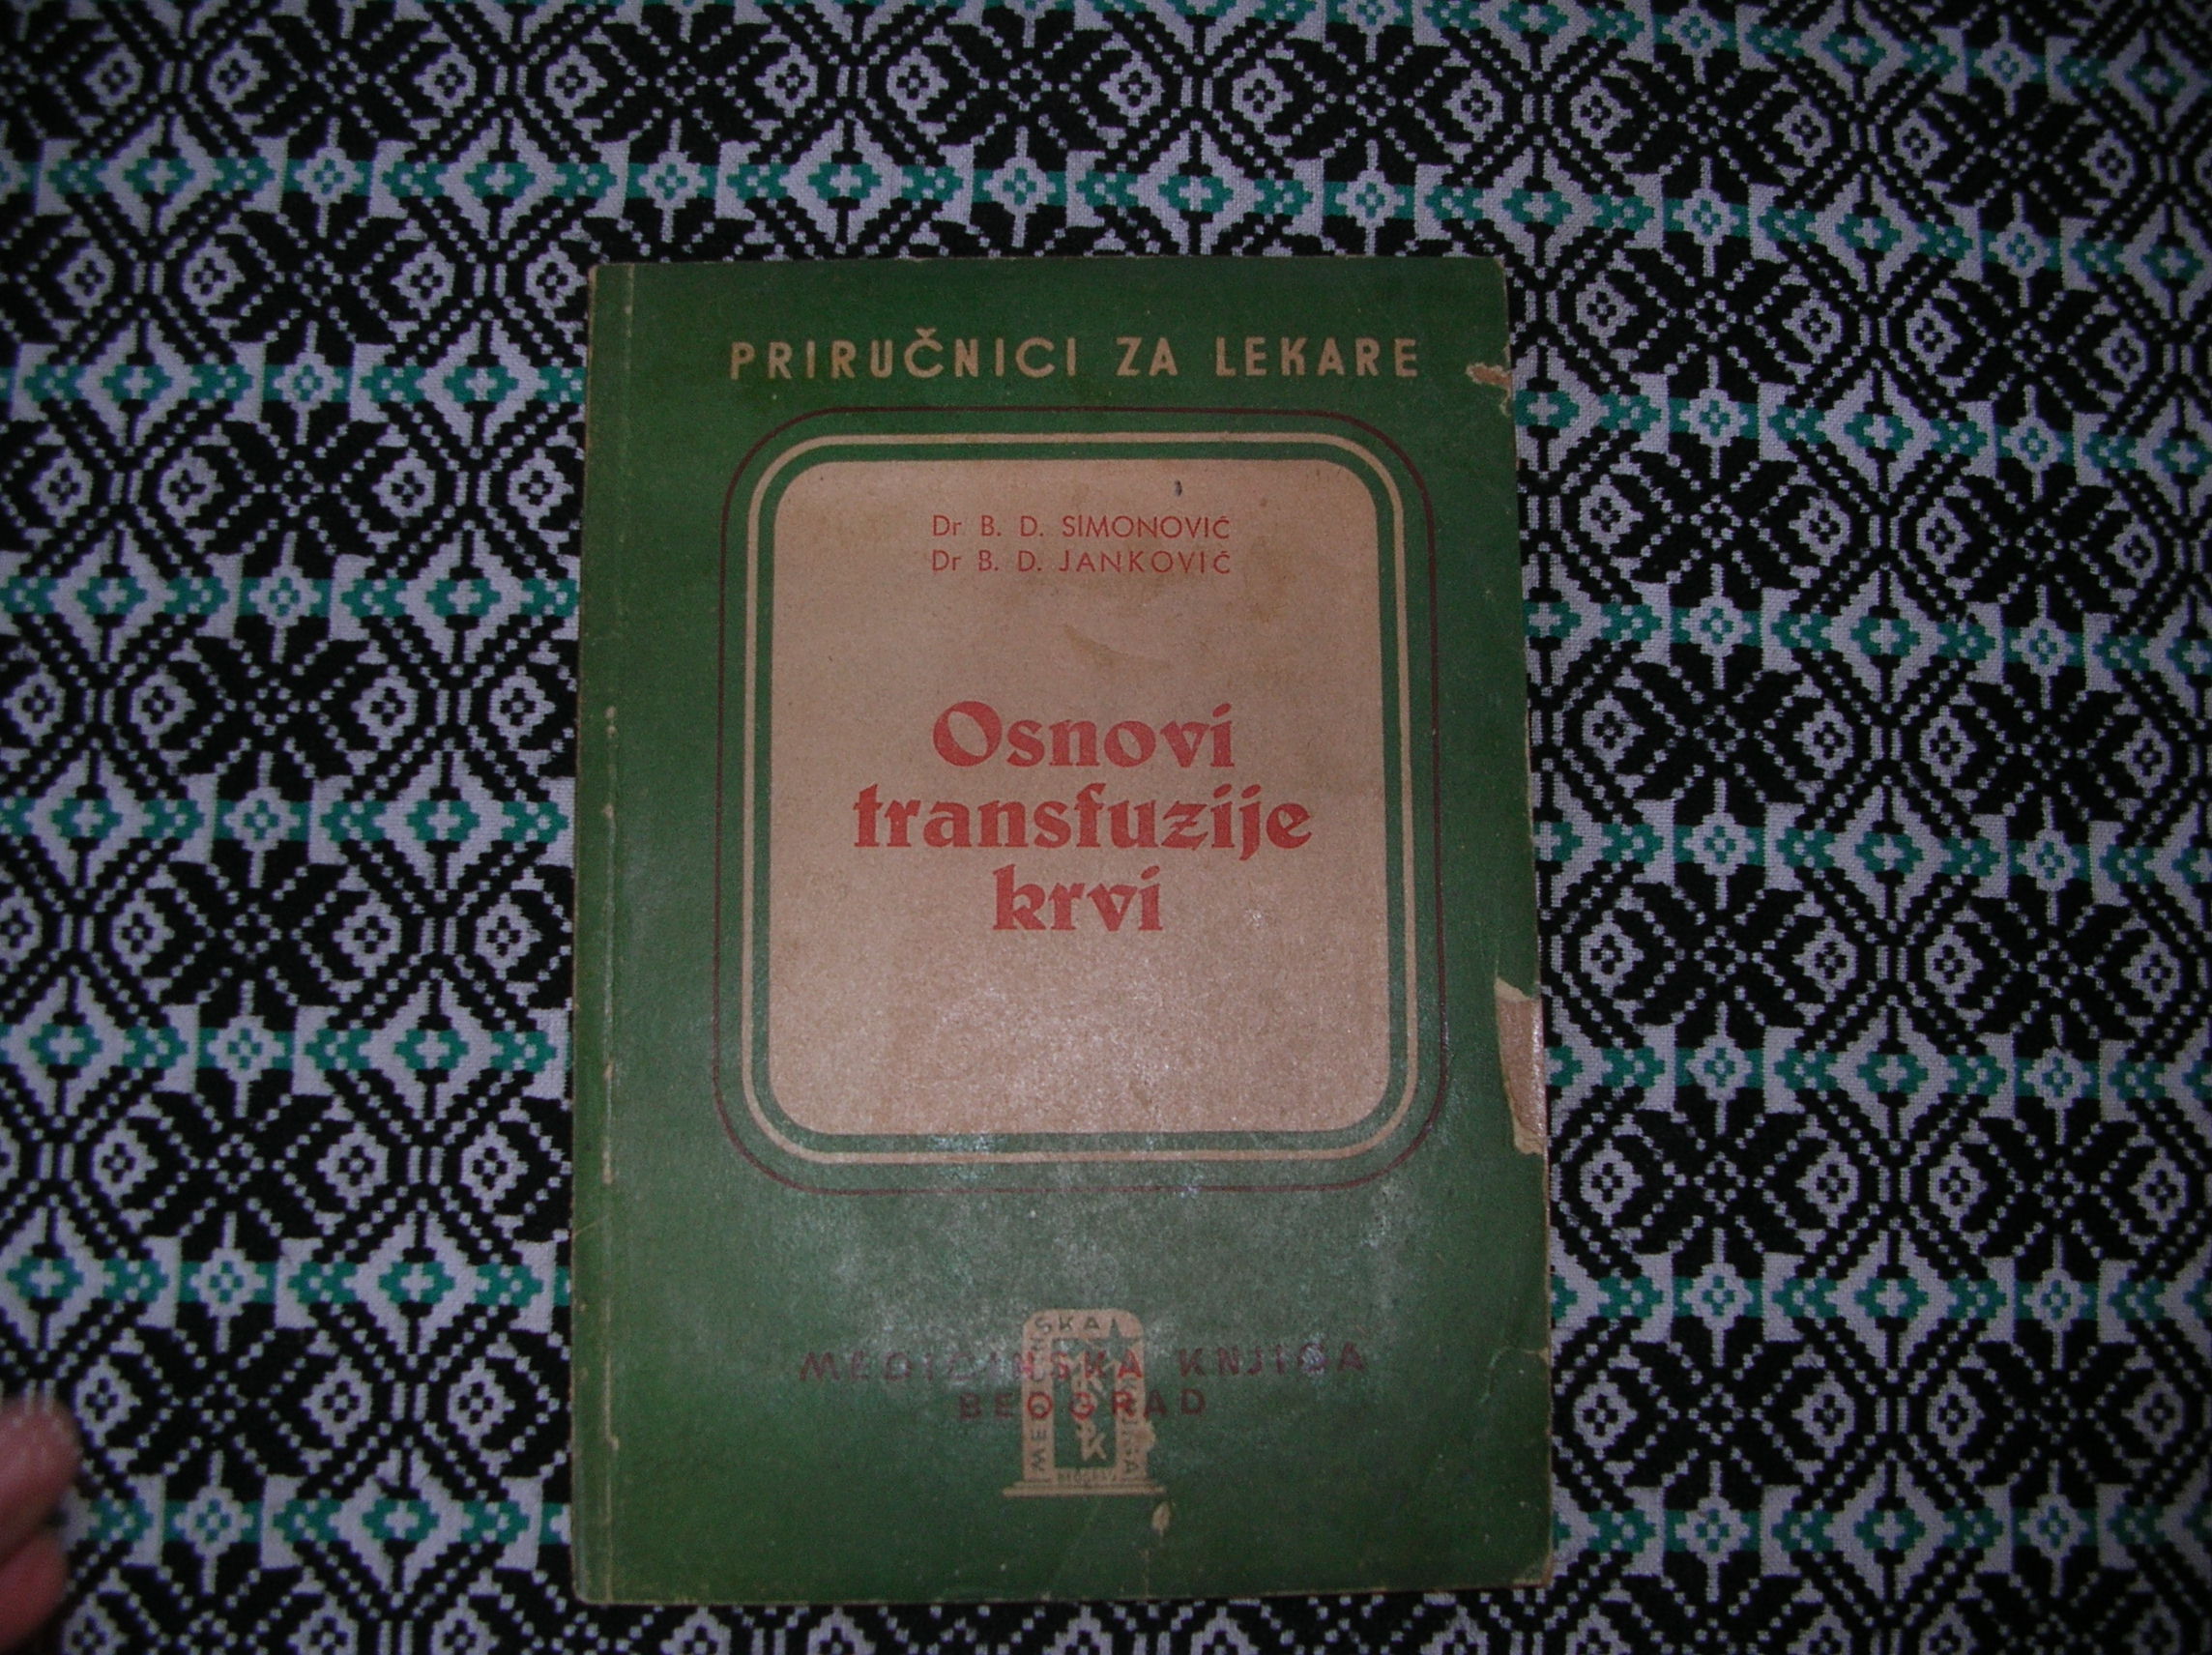 PRIRUČNICI ZA LEKARE
Dr B. D. SIMONOVIĆ
Dr B. D. JANKOVIĆ
Osnovi
transfuzije
krvi
MEDICINSKA KNJIGA
BEOGRAD